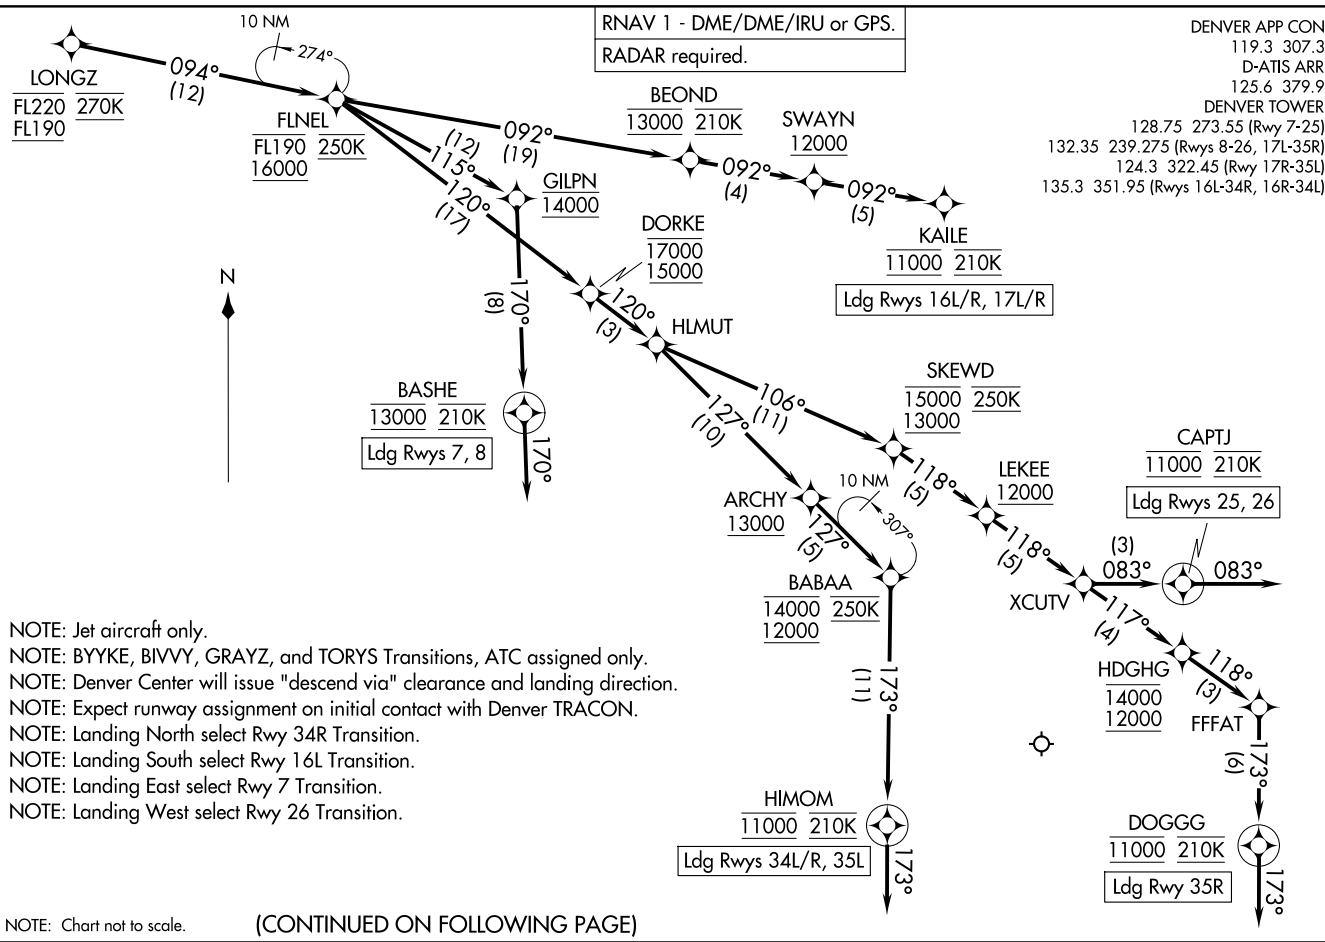 RNAV 1 - DME/DME/IRU or GPS.
RADAR required.
DENVER APP CON
119.3 307.3
D-ATIS ARR
125.6 379.9
DENVER TOWER
128.75 273.55 (Rwy 7-25)
132.35 239.275 (Rwys 8-26, 17L-35R)
124.3 322.45 (Rwy 17R-35L)
135.3 351.95 (Rwys 16L-34R, 16R-34L)
10 NM
274°
LONGZ
FL220 270K
FL190
094°
(12)
FLNEL
FL190 250K
16000
092°
(19)
BEOND
13000 210K
092°
(4)
SWAYN
12000
092°
(5)
KAILE
11000 210K
Ldg Rwys 16L/R, 17L/R
(12)
115°
GILPN
14000
120°
(17)
DORKE
17000
15000
170°
(8)
N
120°
(3)
HLMUT
BASHE
13000 210K
Ldg Rwys 7, 8
170°
106°
(11)
127°
(10)
SKEWD
15000 250K
13000
118°
(5)
LEKEE
12000
CAPTJ
11000 210K
Ldg Rwys 25, 26
ARCHY
13000
10 NM
307°
127°
(5)
118°
(5)
(3)
083°
083°
BABAA
14000 250K
12000
XCUTV
117°
(4)
HDGHG
14000
12000
118°
(3)
FFFAT
173°
(11)
173°
(6)
HIMOM
11000 210K
Ldg Rwys 34L/R, 35L
173°
DOGGG
11000 210K
Ldg Rwy 35R
173°
NOTE: Jet aircraft only.
NOTE: BYYKE, BIVVY, GRAYZ, and TORYS Transitions, ATC assigned only.
NOTE: Denver Center will issue "descend via" clearance and landing direction.
NOTE: Expect runway assignment on initial contact with Denver TRACON.
NOTE: Landing North select Rwy 34R Transition.
NOTE: Landing South select Rwy 16L Transition.
NOTE: Landing East select Rwy 7 Transition.
NOTE: Landing West select Rwy 26 Transition.
NOTE: Chart not to scale.
(CONTINUED ON FOLLOWING PAGE)